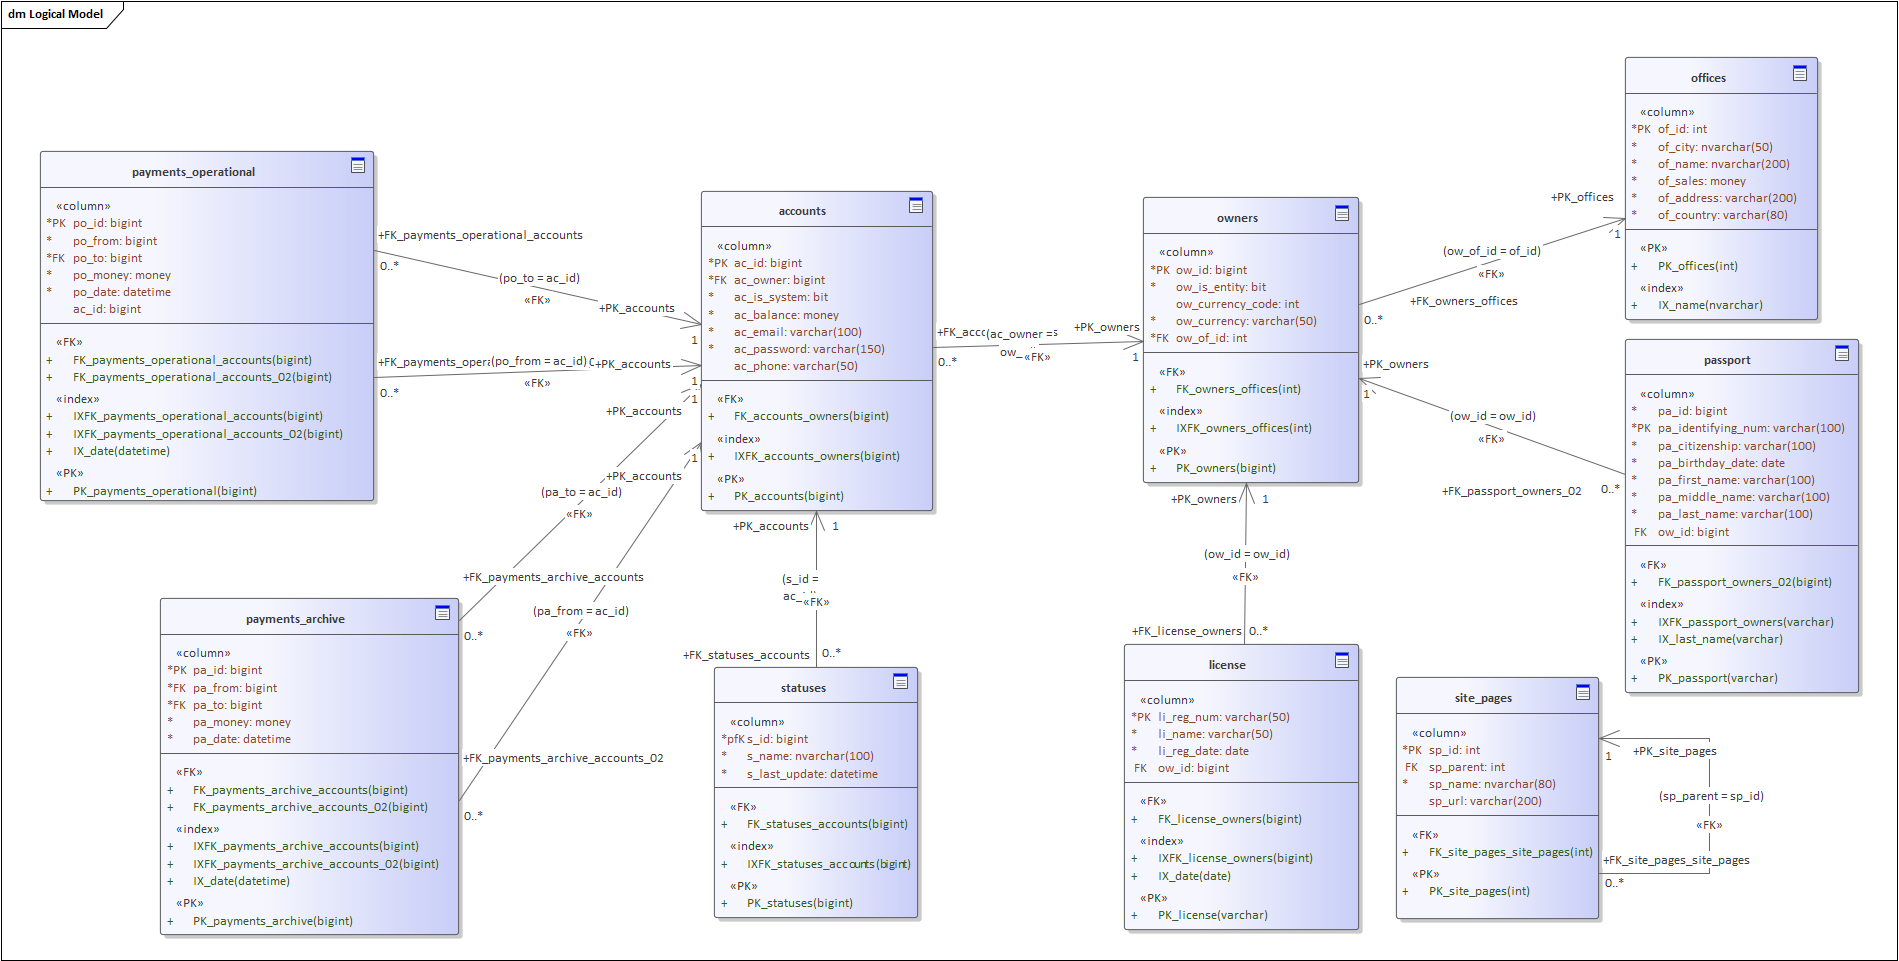 dm Logical Model
payments_operational
«column»
*PK po_id: bigint
* po_from: bigint
*FK po_to: bigint
* po_money: money
* po_date: datetime
ac_id: bigint
«FK»
+ FK_payments_operational_accounts(bigint)
+ FK_payments_operational_accounts_02(bigint)
«index»
+ IXFK_payments_operational_accounts(bigint)
+ IXFK_payments_operational_accounts_02(bigint)
+ IX_date(datetime)
«PK»
+ PK_payments_operational(bigint)
+FK_payments_operational_accounts
0..*
(po_to = ac_id)
«FK»
+PK_accounts
1
+FK_payments_opera
(po_from = ac_id)
0..*
«FK»
+PK_accounts
1
accounts
«column»
*PK ac_id: bigint
*FK ac_owner: bigint
* ac_is_system: bit
* ac_balance: money
* ac_email: varchar(100)
* ac_password: varchar(150)
ac_phone: varchar(50)
«FK»
+ FK_accounts_owners(bigint)
«index»
+ IXFK_accounts_owners(bigint)
«PK»
+ PK_accounts(bigint)
+FK_acco
(ac_owner =
ow_
«FK»
0..*
+PK_owners
1
owners
«column»
*PK ow_id: bigint
* ow_is_entity: bit
ow_currency_code: int
* ow_currency: varchar(50)
*FK ow_of_id: int
«FK»
+ FK_owners_offices(int)
«index»
+ IXFK_owners_offices(int)
«PK»
+ PK_owners(bigint)
+PK_offices
1
(ow_of_id = of_id)
«FK»
+FK_owners_offices
0..*
offices
«column»
*PK of_id: int
* of_city: nvarchar(50)
* of_name: nvarchar(200)
* of_sales: money
* of_address: varchar(200)
* of_country: varchar(80)
«PK»
+ PK_offices(int)
«index»
+ IX_name(nvarchar)
+PK_owners
1
(ow_id = ow_id)
«FK»
+FK_passport_owners_02
0..*
passport
«column»
* pa_id: bigint
*PK pa_identifying_num: varchar(100)
* pa_citizenship: varchar(100)
* pa_birthday_date: date
* pa_first_name: varchar(100)
* pa_middle_name: varchar(100)
* pa_last_name: varchar(100)
FK ow_id: bigint
«FK»
+ FK_passport_owners_02(bigint)
«index»
+ IXFK_passport_owners(varchar)
+ IX_last_name(varchar)
«PK»
+ PK_passport(varchar)
+PK_accounts
1
(pa_to = ac_id)
«FK»
+FK_payments_archive_accounts
0..*
+PK_accounts
1
(pa_from = ac_id)
«FK»
+FK_payments_archive_accounts_02
0..*
payments_archive
«column»
*PK pa_id: bigint
*FK pa_from: bigint
*FK pa_to: bigint
* pa_money: money
* pa_date: datetime
«FK»
+ FK_payments_archive_accounts(bigint)
+ FK_payments_archive_accounts_02(bigint)
«index»
+ IXFK_payments_archive_accounts(bigint)
+ IXFK_payments_archive_accounts_02(bigint)
+ IX_date(datetime)
«PK»
+ PK_payments_archive(bigint)
+PK_accounts
1
(s_id =
ac_
«FK»
+FK_statuses_accounts
0..*
statuses
«column»
*pfK s_id: bigint
* s_name: nvarchar(100)
* s_last_update: datetime
«FK»
+ FK_statuses_accounts(bigint)
«index»
+ IXFK_statuses_accounts(bigint)
«PK»
+ PK_statuses(bigint)
+PK_owners
1
(ow_id = ow_id)
«FK»
+FK_license_owners
0..*
license
«column»
*PK li_reg_num: varchar(50)
* li_name: varchar(50)
* li_reg_date: date
FK ow_id: bigint
«FK»
+ FK_license_owners(bigint)
«index»
+ IXFK_license_owners(bigint)
+ IX_date(date)
«PK»
+ PK_license(varchar)
site_pages
«column»
*PK sp_id: int
FK sp_parent: int
* sp_name: nvarchar(80)
sp_url: varchar(200)
«FK»
+ FK_site_pages_site_pages(int)
«PK»
+ PK_site_pages(int)
+PK_site_pages
1
(sp_parent = sp_id)
«FK»
+FK_site_pages_site_pages
0..*